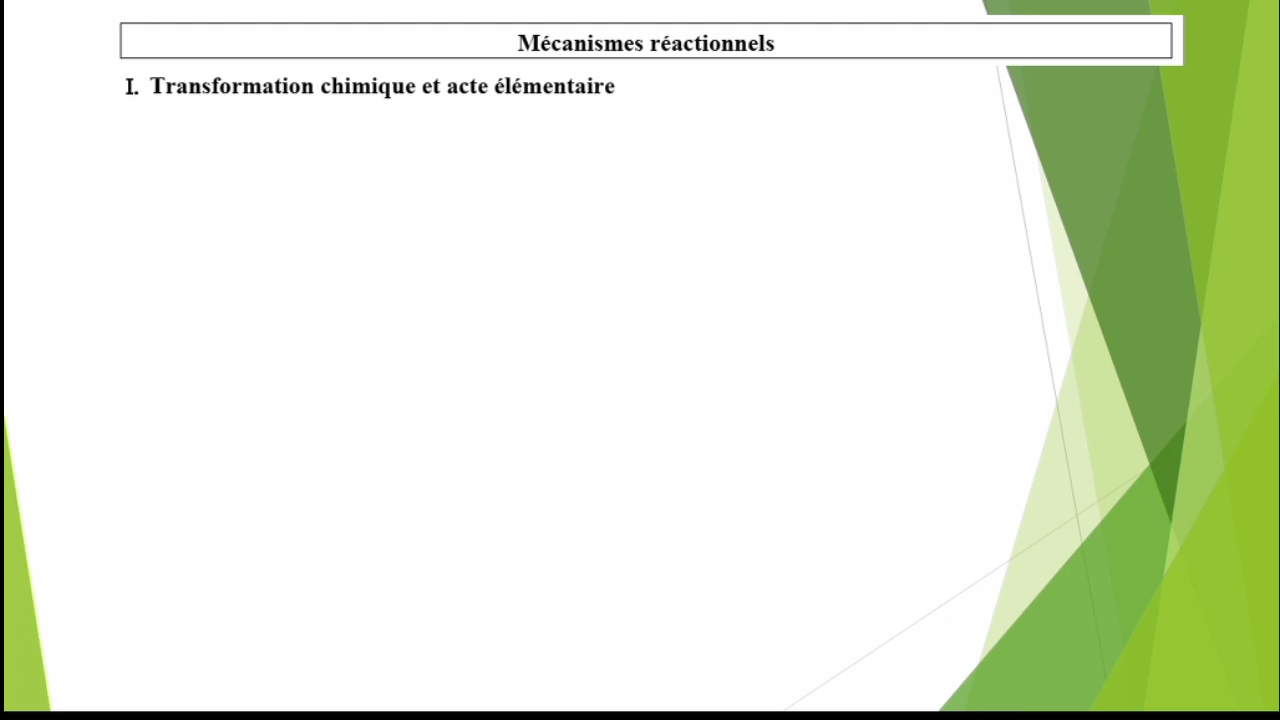 Mécanismes réactionnels
I. Transformation chimique et acte élémentaire